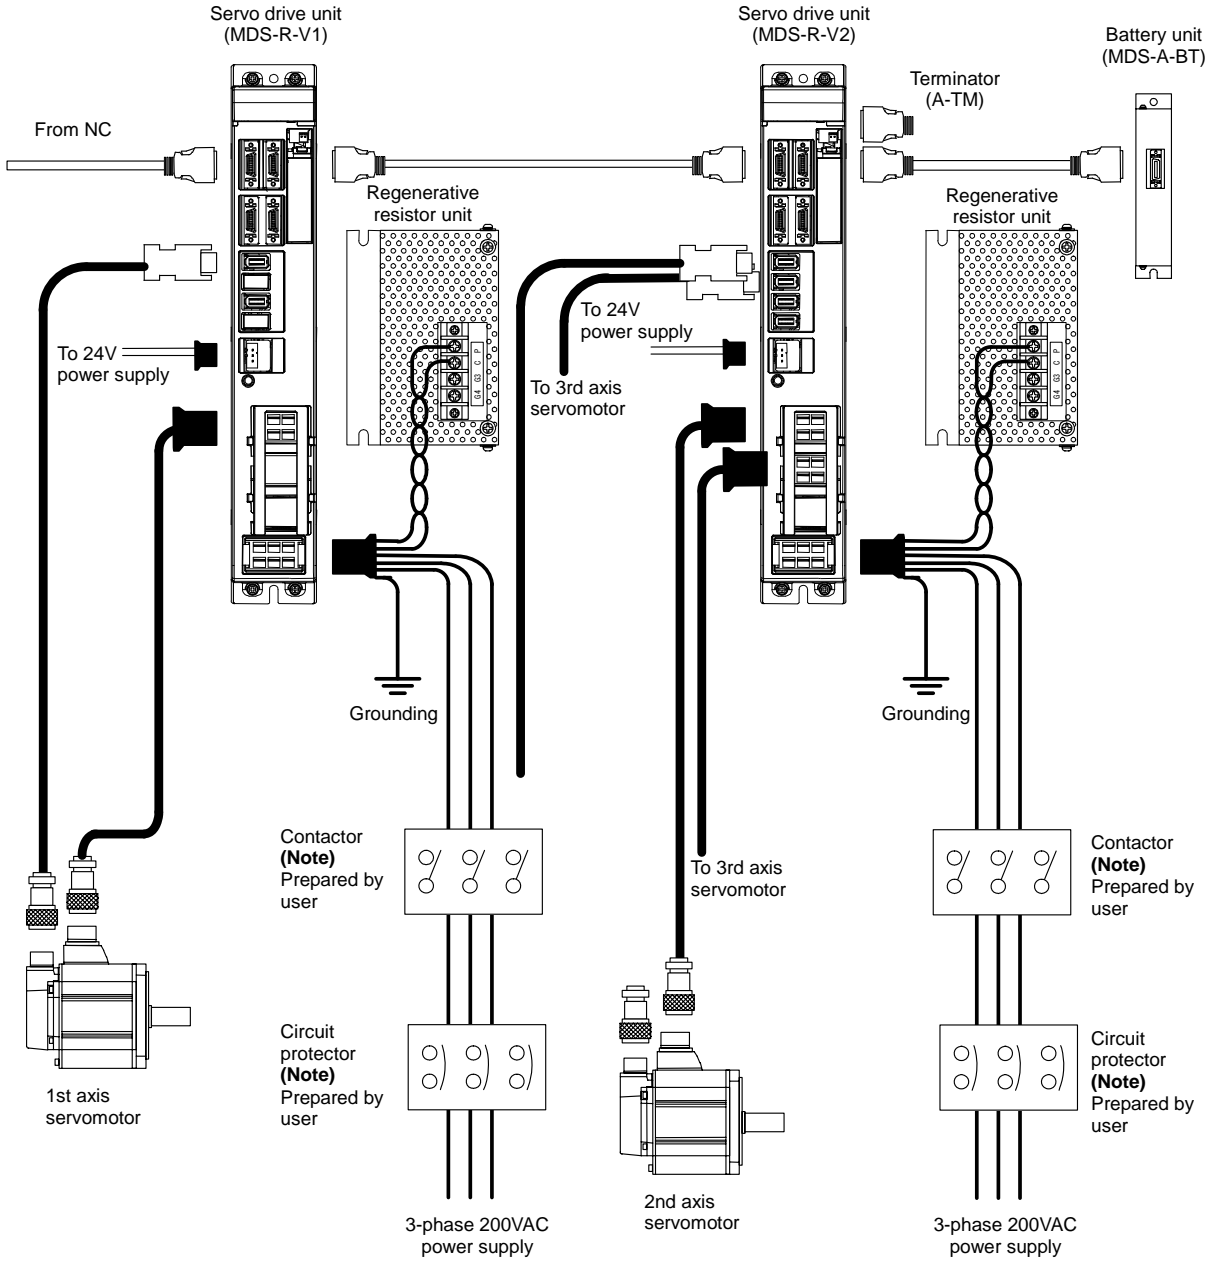 Servo drive unit
(MDS-R-V1)
Servo drive unit
(MDS-R-V2)
Battery unit
(MDS-A-BT)
Terminator
(A-TM)
From NC
Regenerative
resistor unit
Regenerative
resistor unit
To 24V
power supply
To 24V
power supply
To 3rd axis
servomotor
P
C
G3
G4
P
C
G3
G4
Grounding
Grounding
Contactor
(Note)
Prepared by
user
To 3rd axis
servomotor
Contactor
(Note)
Prepared by
user
Circuit
protector
(Note)
Prepared by
user
Circuit
protector
(Note)
Prepared by
user
1st axis
servomotor
2nd axis
servomotor
3-phase 200VAC
power supply
3-phase 200VAC
power supply